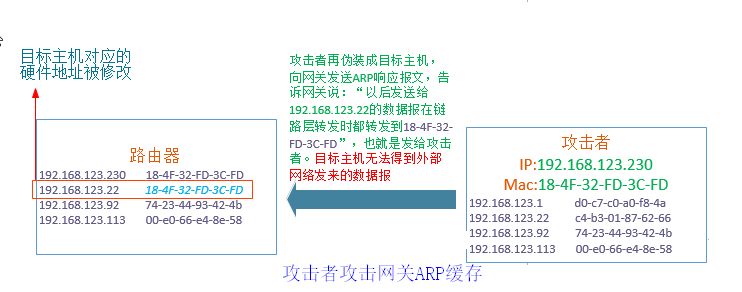 目标主机对应的
硬件地址被修改
攻击者再伪装成目标主机，
向网关发送ARP响应报文，告
诉网关说：“以后发送给
192.168.123.22的数据报在链
路层转发时都转发到18-4F-32-
FD-3C-FD”，也就是发给攻击
者。目标主机无法得到外部
网络发来的数据报
路由器
192.168.123.230 18-4F-32-FD-3C-FD
192.168.123.22 18-4F-32-FD-3C-FD
192.168.123.92 74-23-44-93-42-4b
192.168.123.113 00-e0-66-e4-8e-58
攻击者
IP:192.168.123.230
Mac:18-4F-32-FD-3C-FD
192.168.123.1 d0-c7-c0-a0-f8-4a
192.168.123.22 c4-b3-01-87-62-66
192.168.123.92 74-23-44-93-42-4b
192.168.123.113 00-e0-66-e4-8e-58
攻击者攻击网关ARP缓存